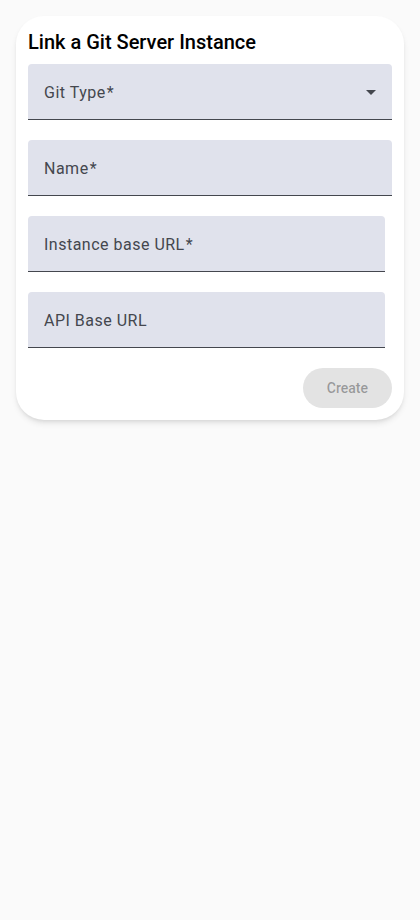 Link a Git Server Instance
Git Type*
Name*
Instance base URL*
API Base URL
Create